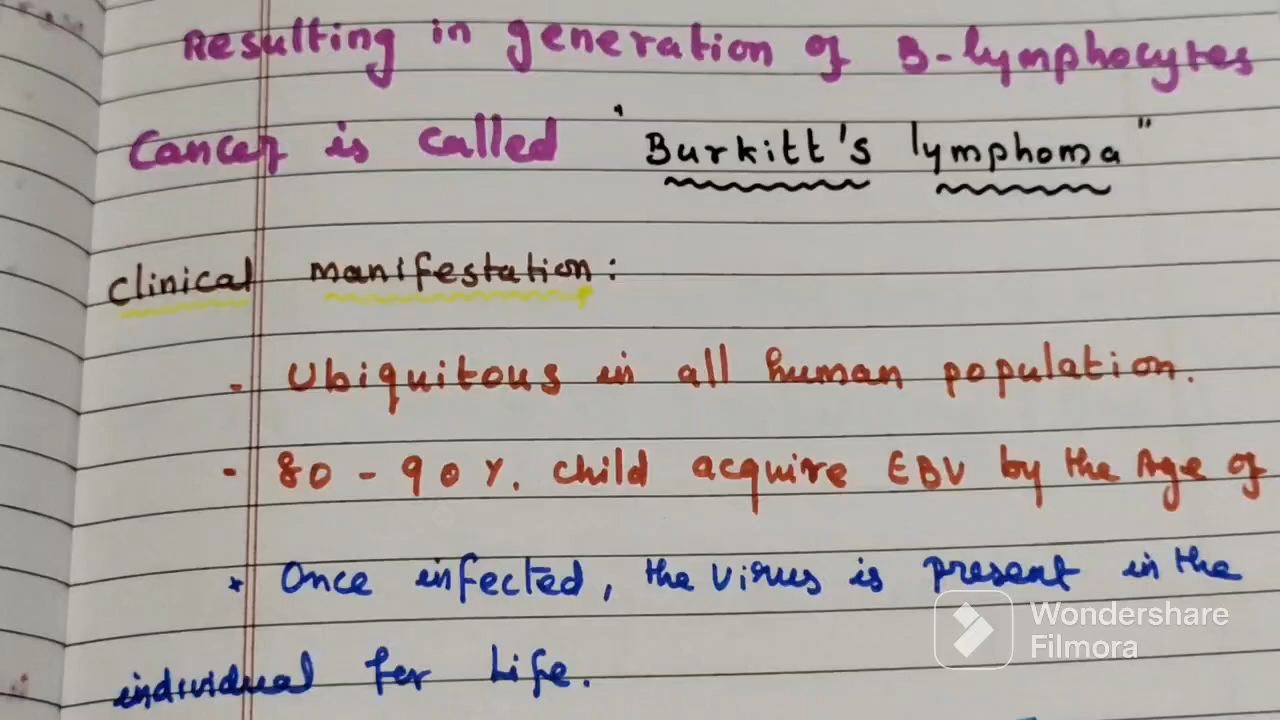 Resulting in generation of B-lymphocytes
Cancer is called "Burkitt's lymphoma"
clinical manifestation:
- Ubiquitous in all human population.
- 80 - 90%. child acquire EBV by the Age of
* Once infected, the virus is present in the
individual for Life.
Wondershare
Filmora